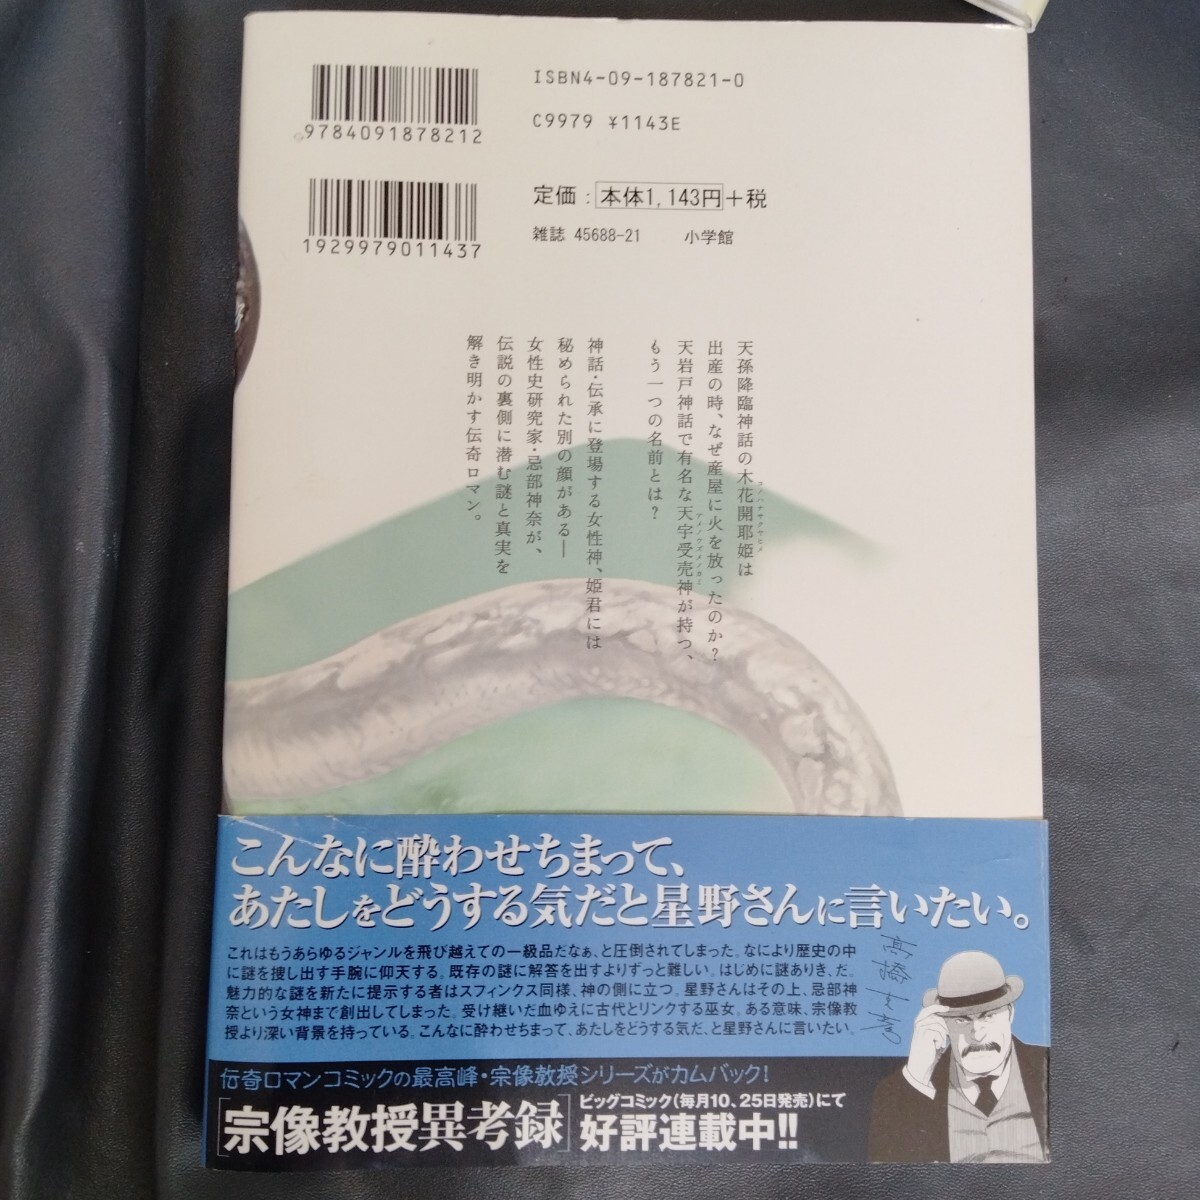 ISBN4-09-187821-0
C9979 ¥1143E
9784091878212
定価：本体1,143円+税
雑誌 45688-21 小学館
1929979011437
天孫降臨神話の木花開耶姫は
コノハナサクヤヒメ
出産の時、なぜ産屋に火を放ったのか?
天岩戸神話で有名な天宇受売神が持つ、
アメノウズメノカミ
もう一つの名前とは?
神話・伝承に登場する女性神、姫君には
秘められた別の顔がある―
女性史研究家・忌部神奈が、
伝説の裏側に潜む謎と真実を
解き明かす伝奇ロマン。
こんなに酔わせちまって、
あたしをどうする気だと星野さんに言いたい。
これはもうあらゆるジャンルを飛び越えての一級品だなぁ、と圧倒されてしまった。なにより歴史の中
に謎を捜し出す手腕に仰天する。既存の謎に解答を出すよりずっと難しい。はじめに謎ありき、だ。
魅力的な謎を新たに提示する者はスフィンクス同様、神の側に立つ。星野さんはその上、忌部神
奈という女神まで創出してしまった。受け継いだ血ゆえに古代とリンクする巫女。ある意味、宗像教
授より深い背景を持っている。こんなに酔わせちまって、あたしをどうする気だ、と星野さんに言いたい。
伝奇ロマンコミックの最高峰・宗像教授シリーズがカムバック!
[宗像教授異考録]
ビッグコミック(毎月10、25日発売)にて
好評連載中!!